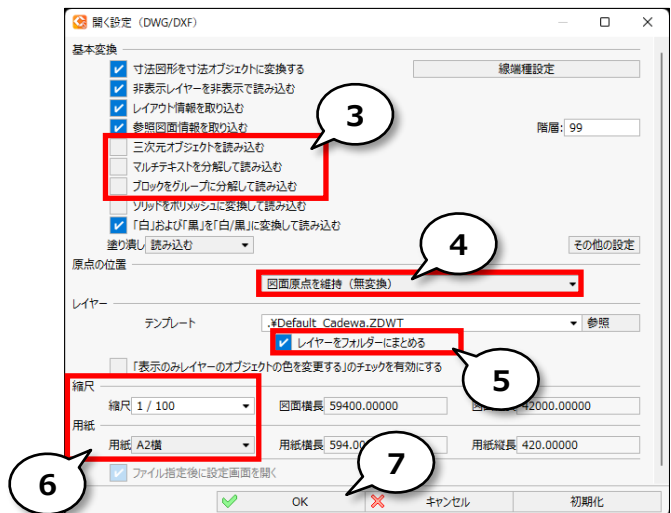 開く設定（DWG/DXF）
基本変換
寸法図形を寸法オブジェクトに変換する
線端種設定
非表示レイヤーを非表示で読み込む
レイアウト情報を取り込む
3
参照図面情報を取り込む
階層: 99
三次元オブジェクトを読み込む
マルチテキストを分解して読み込む
ブロックをグループに分解して読み込む
ソリッドをポリメッシュに変換して読み込む
「白」および「黒」を「白/黒」に変換して読み込む
4
塗り潰し 読み込む
その他の設定
原点の位置
図面原点を維持（無変換）
レイヤー
テンプレート .¥Default_Cadewa.ZDWT 参照
レイヤーをフォルダーにまとめる
「表示のみレイヤーのオブジェクトの色を変更する」のチェックを有効にする
5
縮尺
縮尺 1 / 100 図面横長 59400.00000 42000.00000
用紙
用紙 A2横 用紙横長 594.00 用紙縦長 420.00000
6
7
ファイル指定後に設定画面を開く
OK キャンセル 初期化